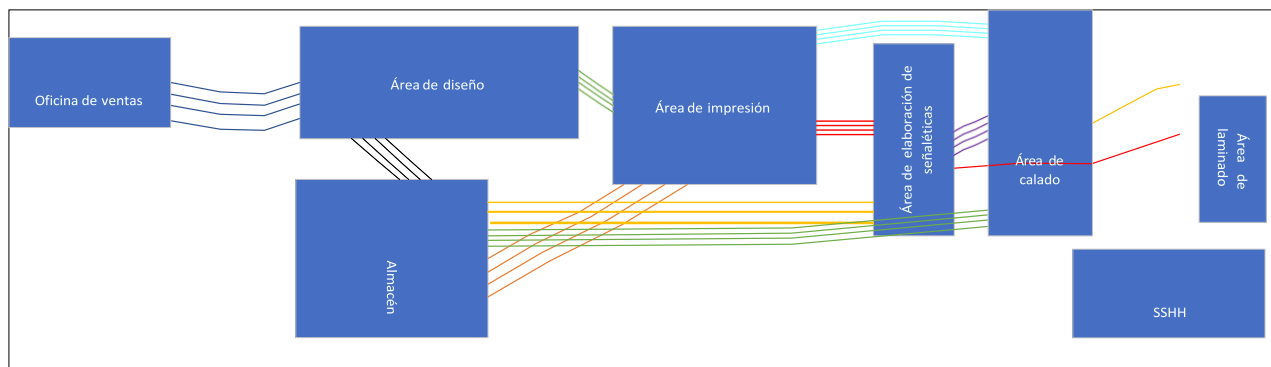 Oficina de ventas
Área de diseño
Área de impresión
Área de elaboración de
señaléticas
Área de
calado
Área de
laminado
Almacén
SSHH